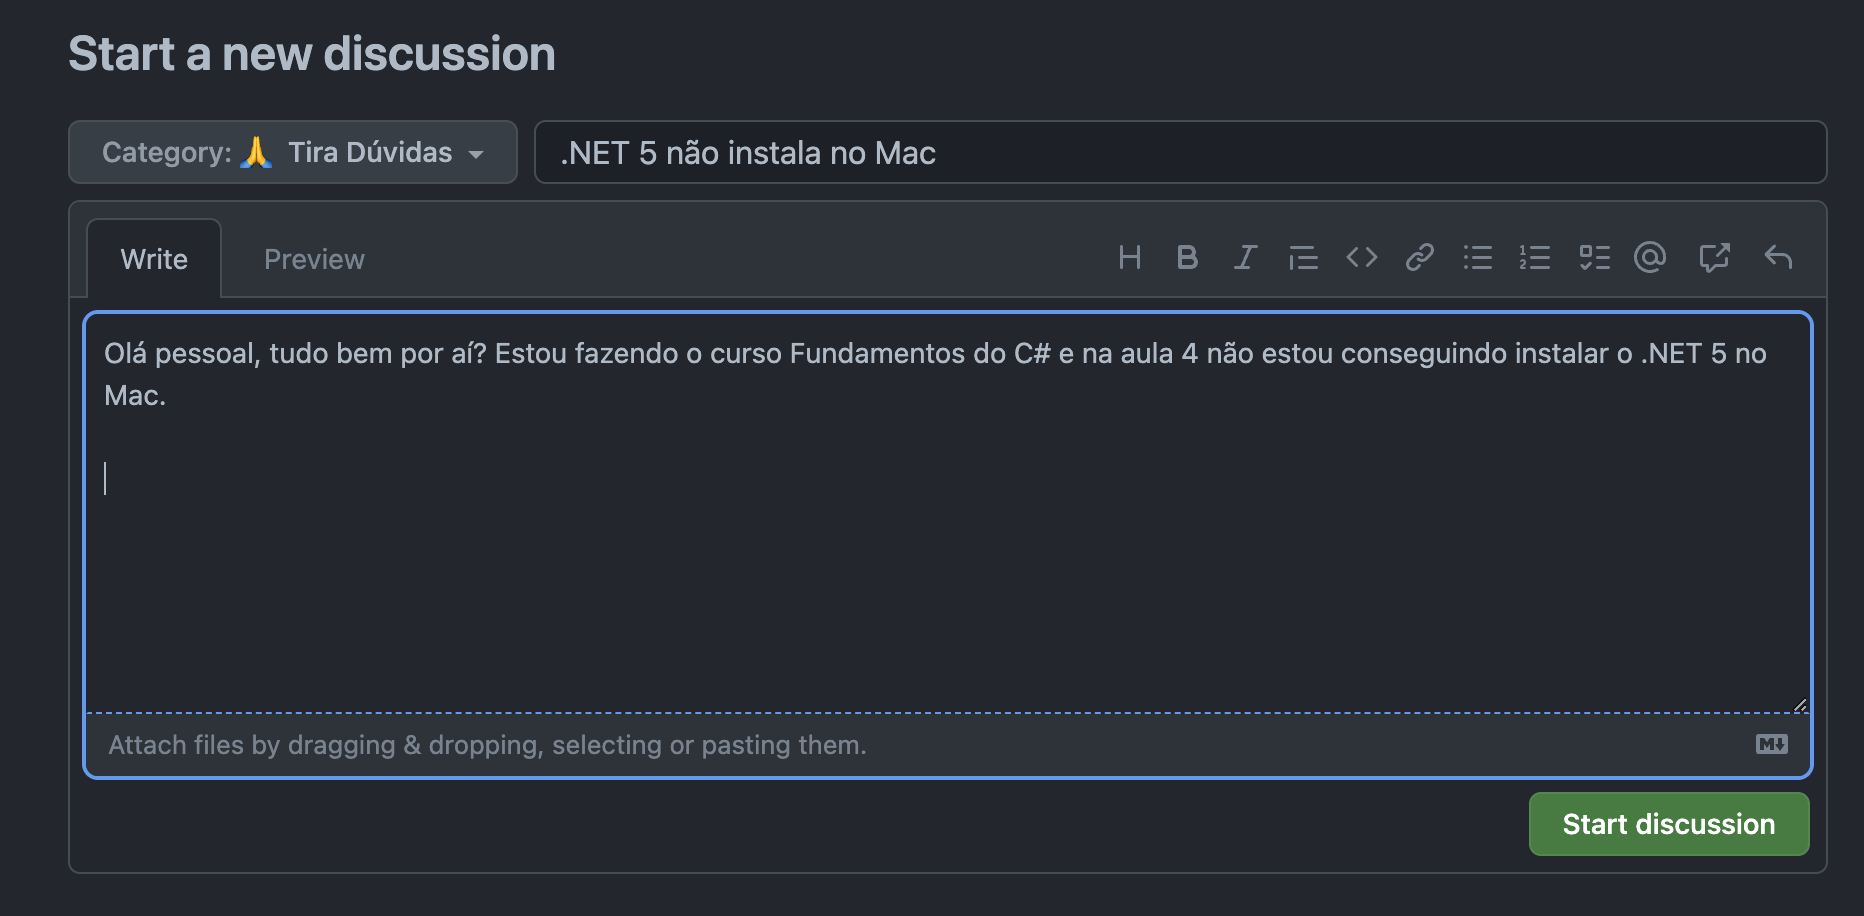 Start a new discussion
Category: 🙏 Tira Dúvidas
.NET 5 não instala no Mac
Write
Preview
Olá pessoal, tudo bem por aí? Estou fazendo o curso Fundamentos do C# e na aula 4 não estou conseguindo instalar o .NET 5 no
Mac.
Attach files by dragging & dropping, selecting or pasting them.
Start discussion